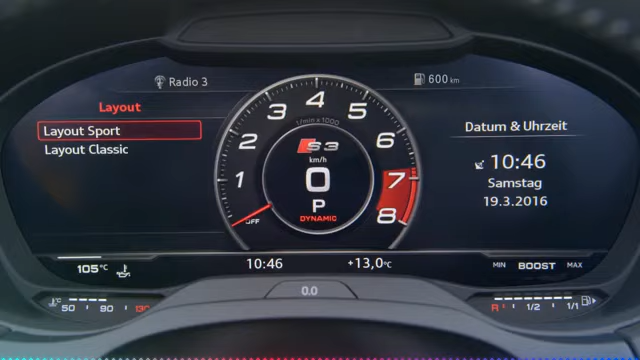 Radio 3
600 km
Layout
Layout Sport
Layout Classic
1/min x 1000
1
2
3
4
5
6
7
8
OFF
S3
km/h
0
P
DYNAMIC
Datum & Uhrzeit
10:46
Samstag
19.3.2016
105°C
10:46
+13,0°C
MIN BOOST MAX
0.0
50 90 130
R 1/2 1/1